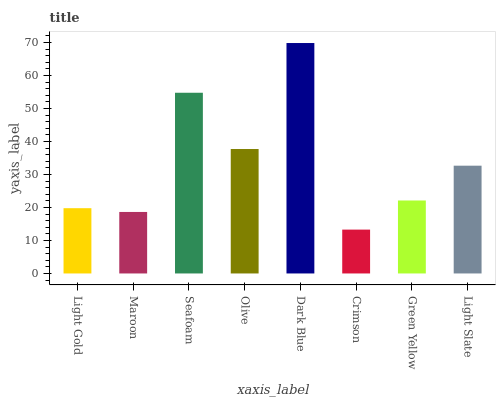 title
70
60
50
40
30
20
10
0
yaxis_label
Light Gold
Maroon
Seafoam
Olive
Dark Blue
Crimson
Green Yellow
Light Slate
xaxis_label